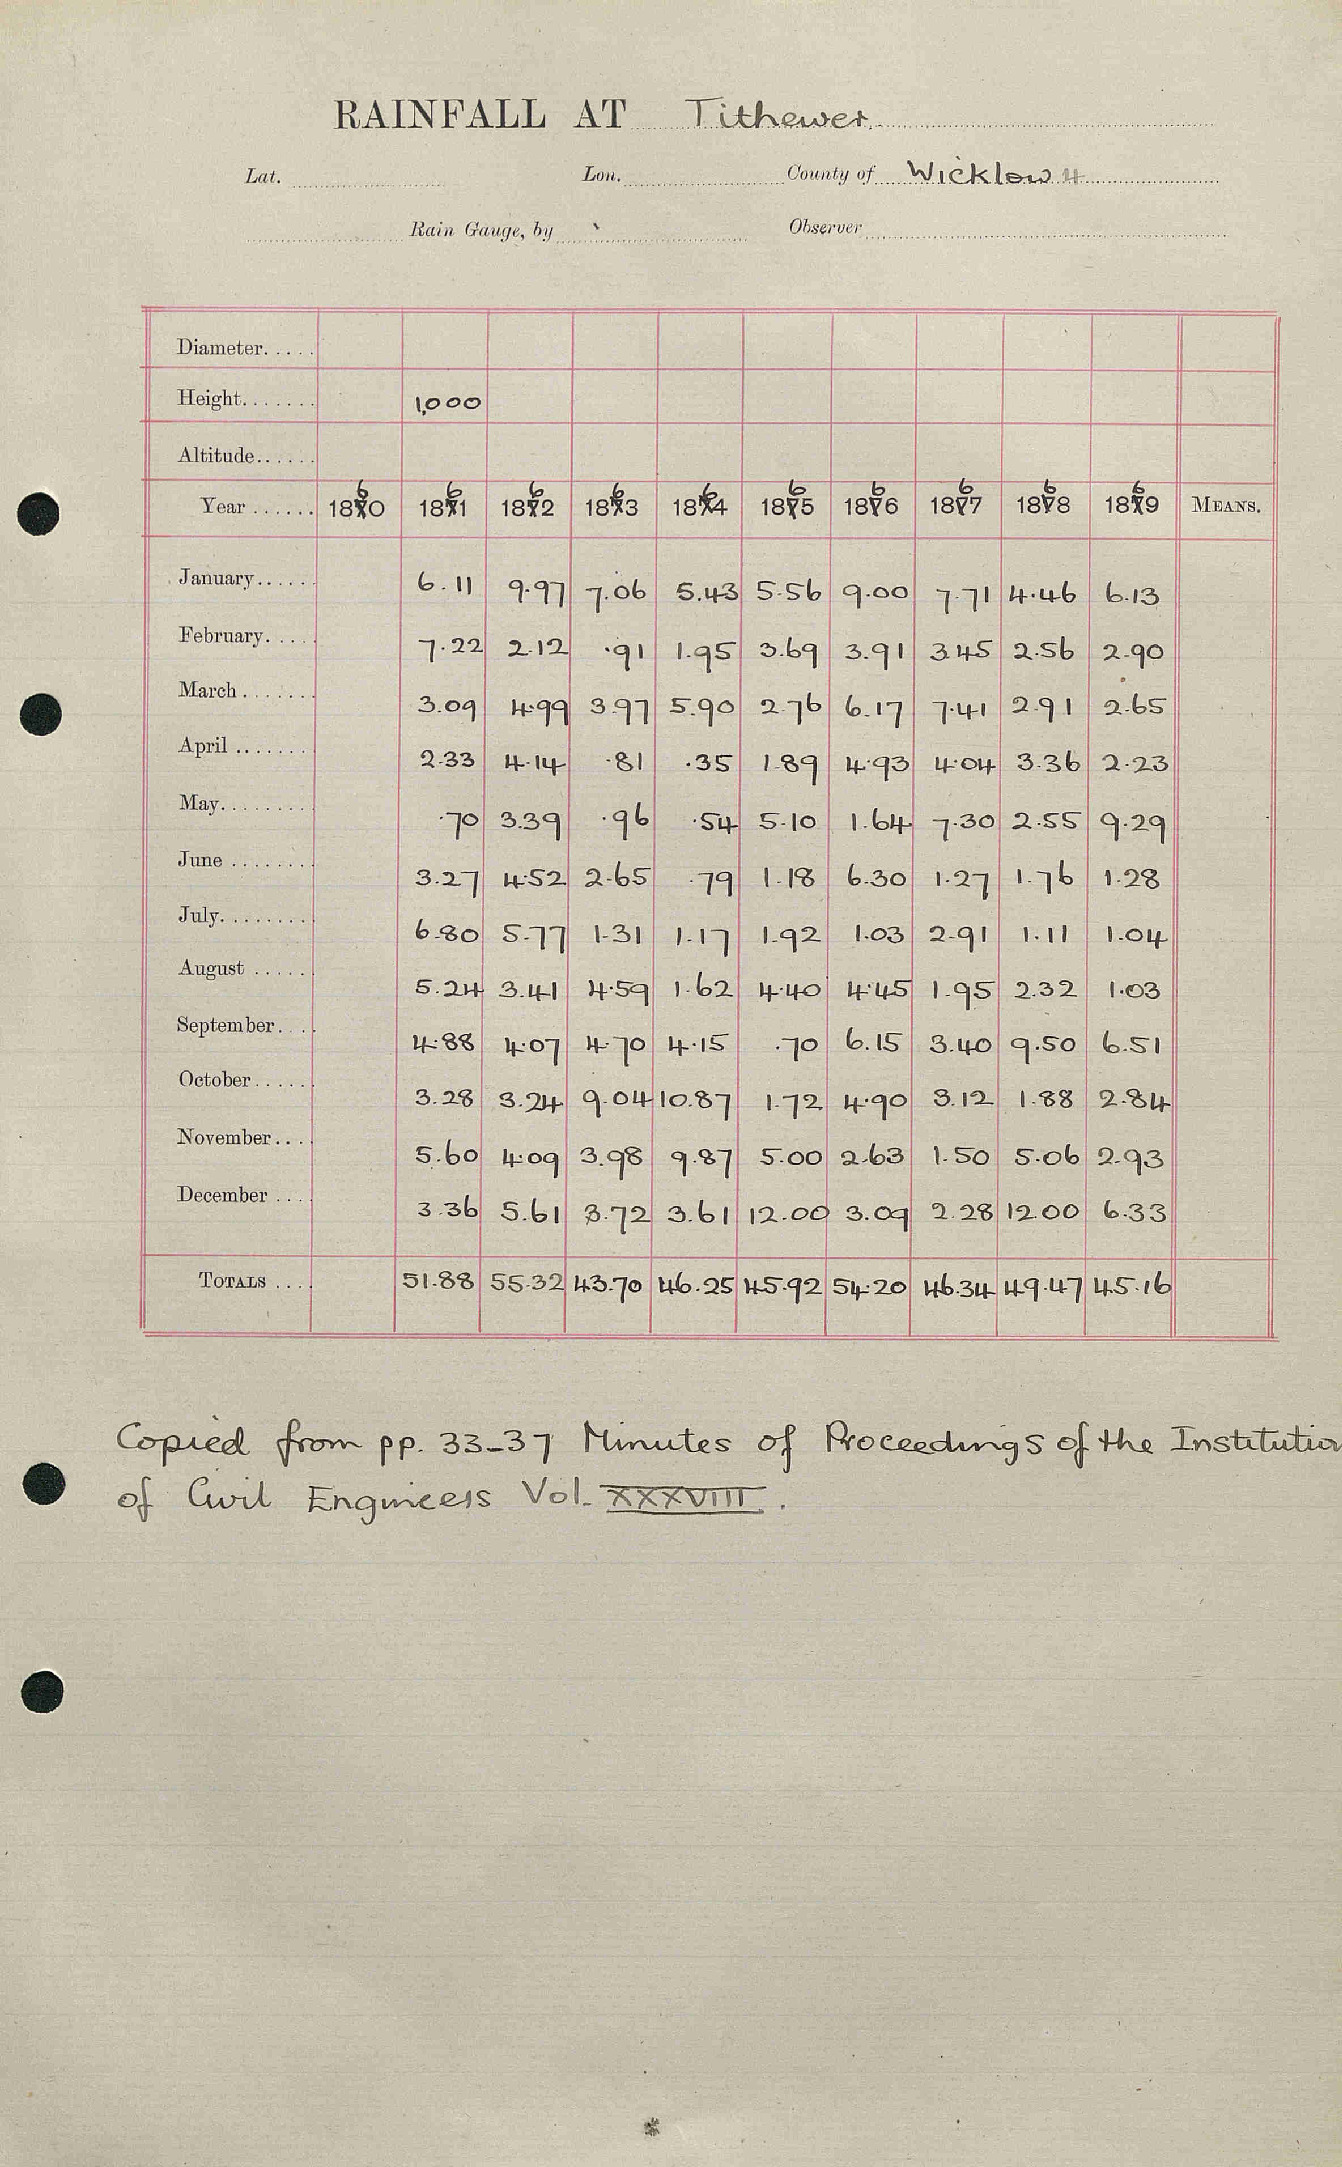 RAINFALL AT Tithewer.
Lat. Lon. County of Wicklow 4
Rain Gauge, by Observer
Diameter.....
Height....... 1,000
Altitude......
Year ...... 1860 1861 1862 1863 1864 1865 1866 1867 1868 1869 MEANS.
January...... 6.11 9.97 7.06 5.43 5.56 9.00 7.71 4.46 6.13
February..... 7.22 2.12 .91 1.95 3.69 3.91 3.45 2.56 2.90
March....... 3.09 4.99 3.97 5.90 2.76 6.17 7.41 2.91 2.65
April ....... 2.33 4.14 .81 .35 1.89 4.93 4.04 3.36 2.23
May......... .70 3.39 .96 .54 5.10 1.64 7.30 2.55 9.29
June ........ 3.27 4.52 2.65 .79 1.18 6.30 1.27 1.76 1.28
July......... 6.80 5.77 1.31 1.17 1.92 1.03 2.91 1.11 1.04
August ...... 5.24 3.41 4.59 1.62 4.40 4.45 1.95 2.32 1.03
September.... 4.88 4.07 4.70 4.15 .70 6.15 3.40 9.50 6.51
October...... 3.28 3.24 9.04 10.87 1.72 4.90 3.12 1.88 2.84
November.... 5.60 4.09 3.98 9.87 5.00 2.63 1.50 5.06 2.93
December .... 3.36 5.61 3.72 3.61 12.00 3.09 2.28 12.00 6.33
TOTALS .... 51.88 55.32 43.70 46.25 45.92 54.20 46.34 49.47 45.16
Copied from pp. 33-37 Minutes of Proceedings of the Institution
of Civil Engineers Vol. XXXVIII.